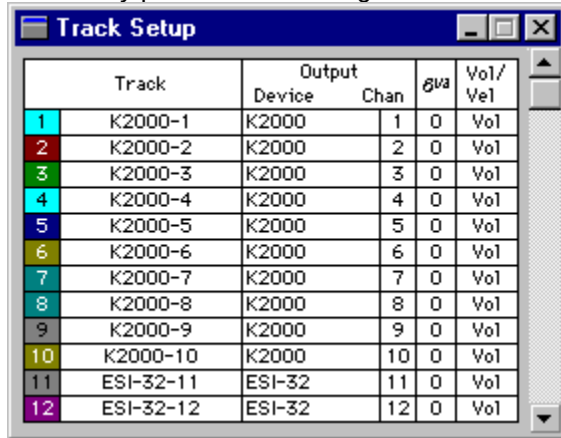 Track Setup
Track Output Device Chan 8va Vol/ Vel
1 K2000-1 K2000 1 0 Vol
2 K2000-2 K2000 2 0 Vol
3 K2000-3 K2000 3 0 Vol
4 K2000-4 K2000 4 0 Vol
5 K2000-5 K2000 5 0 Vol
6 K2000-6 K2000 6 0 Vol
7 K2000-7 K2000 7 0 Vol
8 K2000-8 K2000 8 0 Vol
9 K2000-9 K2000 9 0 Vol
10 K2000-10 K2000 10 0 Vol
11 ESI-32-11 ESI-32 11 0 Vol
12 ESI-32-12 ESI-32 12 0 Vol